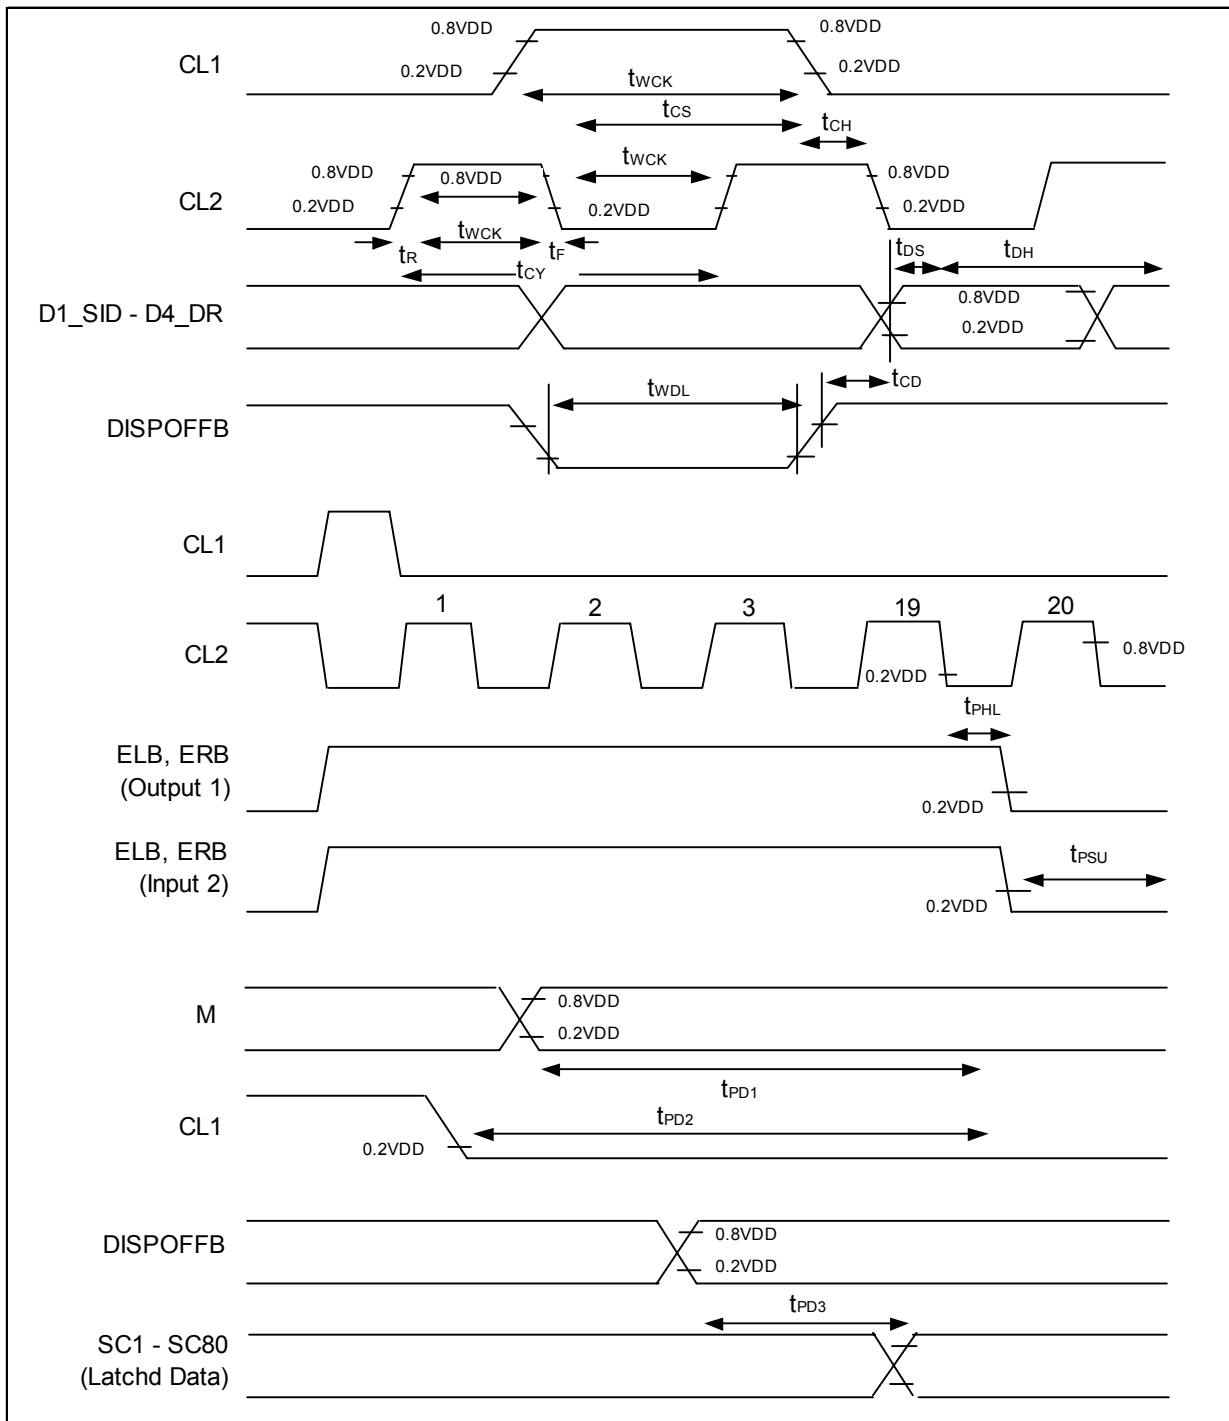 0.8VDD
0.8VDD
CL1
0.2VDD
0.2VDD
tWCK
tCS
tCH
tWCK
0.8VDD
0.8VDD
0.8VDD
CL2
0.2VDD
0.2VDD
0.2VDD
tWCK
tR
tF
tDS
tDH
tCY
D1_SID - D4_DR
0.8VDD
0.2VDD
tCD
tWDL
DISPOFFB
CL1
1
2
3
19
20
CL2
0.8VDD
0.2VDD
tPHL
ELB, ERB
(Output 1)
0.2VDD
ELB, ERB
(Input 2)
tPSU
0.2VDD
M
0.8VDD
0.2VDD
tPD1
CL1
tPD2
0.2VDD
DISPOFFB
0.8VDD
0.2VDD
tPD3
SC1 - SC80
(Latchd Data)